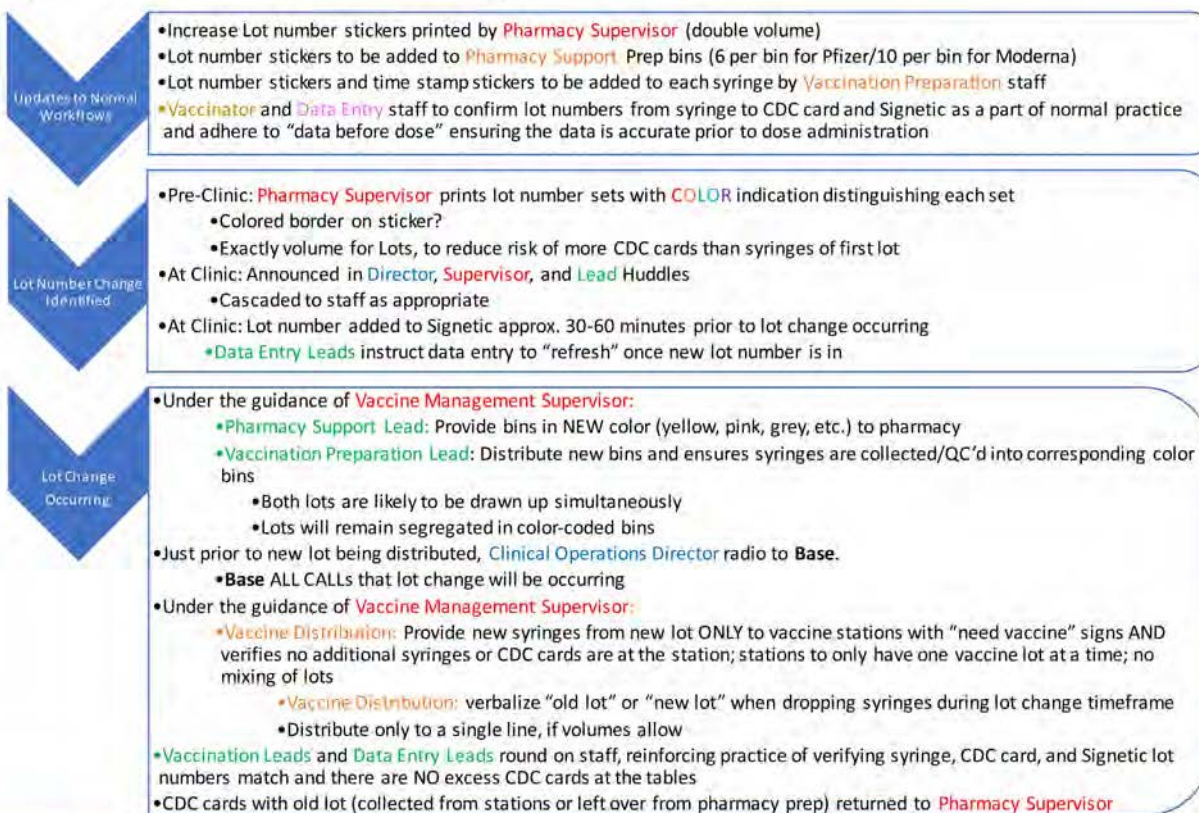 Updates to Normal
Workflows
•Increase Lot number stickers printed by Pharmacy Supervisor (double volume)
•Lot number stickers to be added to Pharmacy Support Prep bins (6 per bin for Pfizer/10 per bin for Moderna)
•Lot number stickers and time stamp stickers to be added to each syringe by Vaccination Preparation staff
•Vaccinator and Data Entry staff to confirm lot numbers from syringe to CDC card and Signetic as a part of normal practice
and adhere to “data before dose” ensuring the data is accurate prior to dose administration
Lot Number Change
Identified
•Pre-Clinic: Pharmacy Supervisor prints lot number sets with COLOR indication distinguishing each set
•Colored border on sticker?
•Exactly volume for Lots, to reduce risk of more CDC cards than syringes of first lot
•At Clinic: Announced in Director, Supervisor, and Lead Huddles
•Cascaded to staff as appropriate
•At Clinic: Lot number added to Signetic approx. 30-60 minutes prior to lot change occurring
•Data Entry Leads instruct data entry to “refresh” once new lot number is in
Lot Change
Occurring
•Under the guidance of Vaccine Management Supervisor:
•Pharmacy Support Lead: Provide bins in NEW color (yellow, pink, grey, etc.) to pharmacy
•Vaccination Preparation Lead: Distribute new bins and ensures syringes are collected/QC’d into corresponding color
bins
•Both lots are likely to be drawn up simultaneously
•Lots will remain segregated in color-coded bins
•Just prior to new lot being distributed, Clinical Operations Director radio to Base.
•Base ALL CALLs that lot change will be occurring
•Under the guidance of Vaccine Management Supervisor:
•Vaccine Distribution: Provide new syringes from new lot ONLY to vaccine stations with “need vaccine” signs AND
verifies no additional syringes or CDC cards are at the station; stations to only have one vaccine lot at a time; no
mixing of lots
•Vaccine Distribution: verbalize “old lot” or “new lot” when dropping syringes during lot change timeframe
•Distribute only to a single line, if volumes allow
•Vaccination Leads and Data Entry Leads round on staff, reinforcing practice of verifying syringe, CDC card, and Signetic lot
numbers match and there are NO excess CDC cards at the tables
•CDC cards with old lot (collected from stations or left over from pharmacy prep) returned to Pharmacy Supervisor